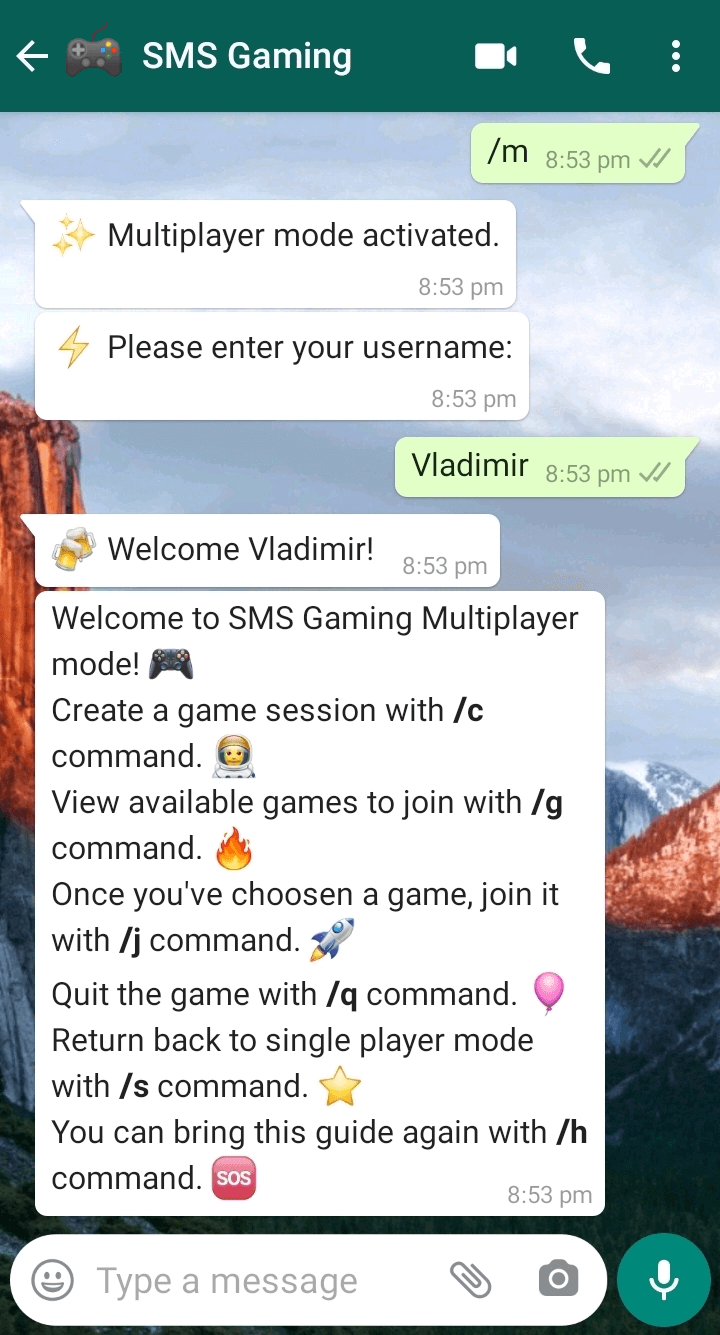 SMS Gaming
/m 8:53 pm
Multiplayer mode activated.
8:53 pm
Please enter your username:
8:53 pm
Vladimir 8:53 pm
Welcome Vladimir! 8:53 pm
Welcome to SMS Gaming Multiplayer
mode! 🎮
Create a game session with /c
command.
View available games to join with /g
command. 🔥
Once you've choosen a game, join it
with /j command. 🚀
Quit the game with /q command. 🎈
Return back to single player mode
with /s command. ⭐
You can bring this guide again with /h
command. 🆘
8:53 pm
Type a message